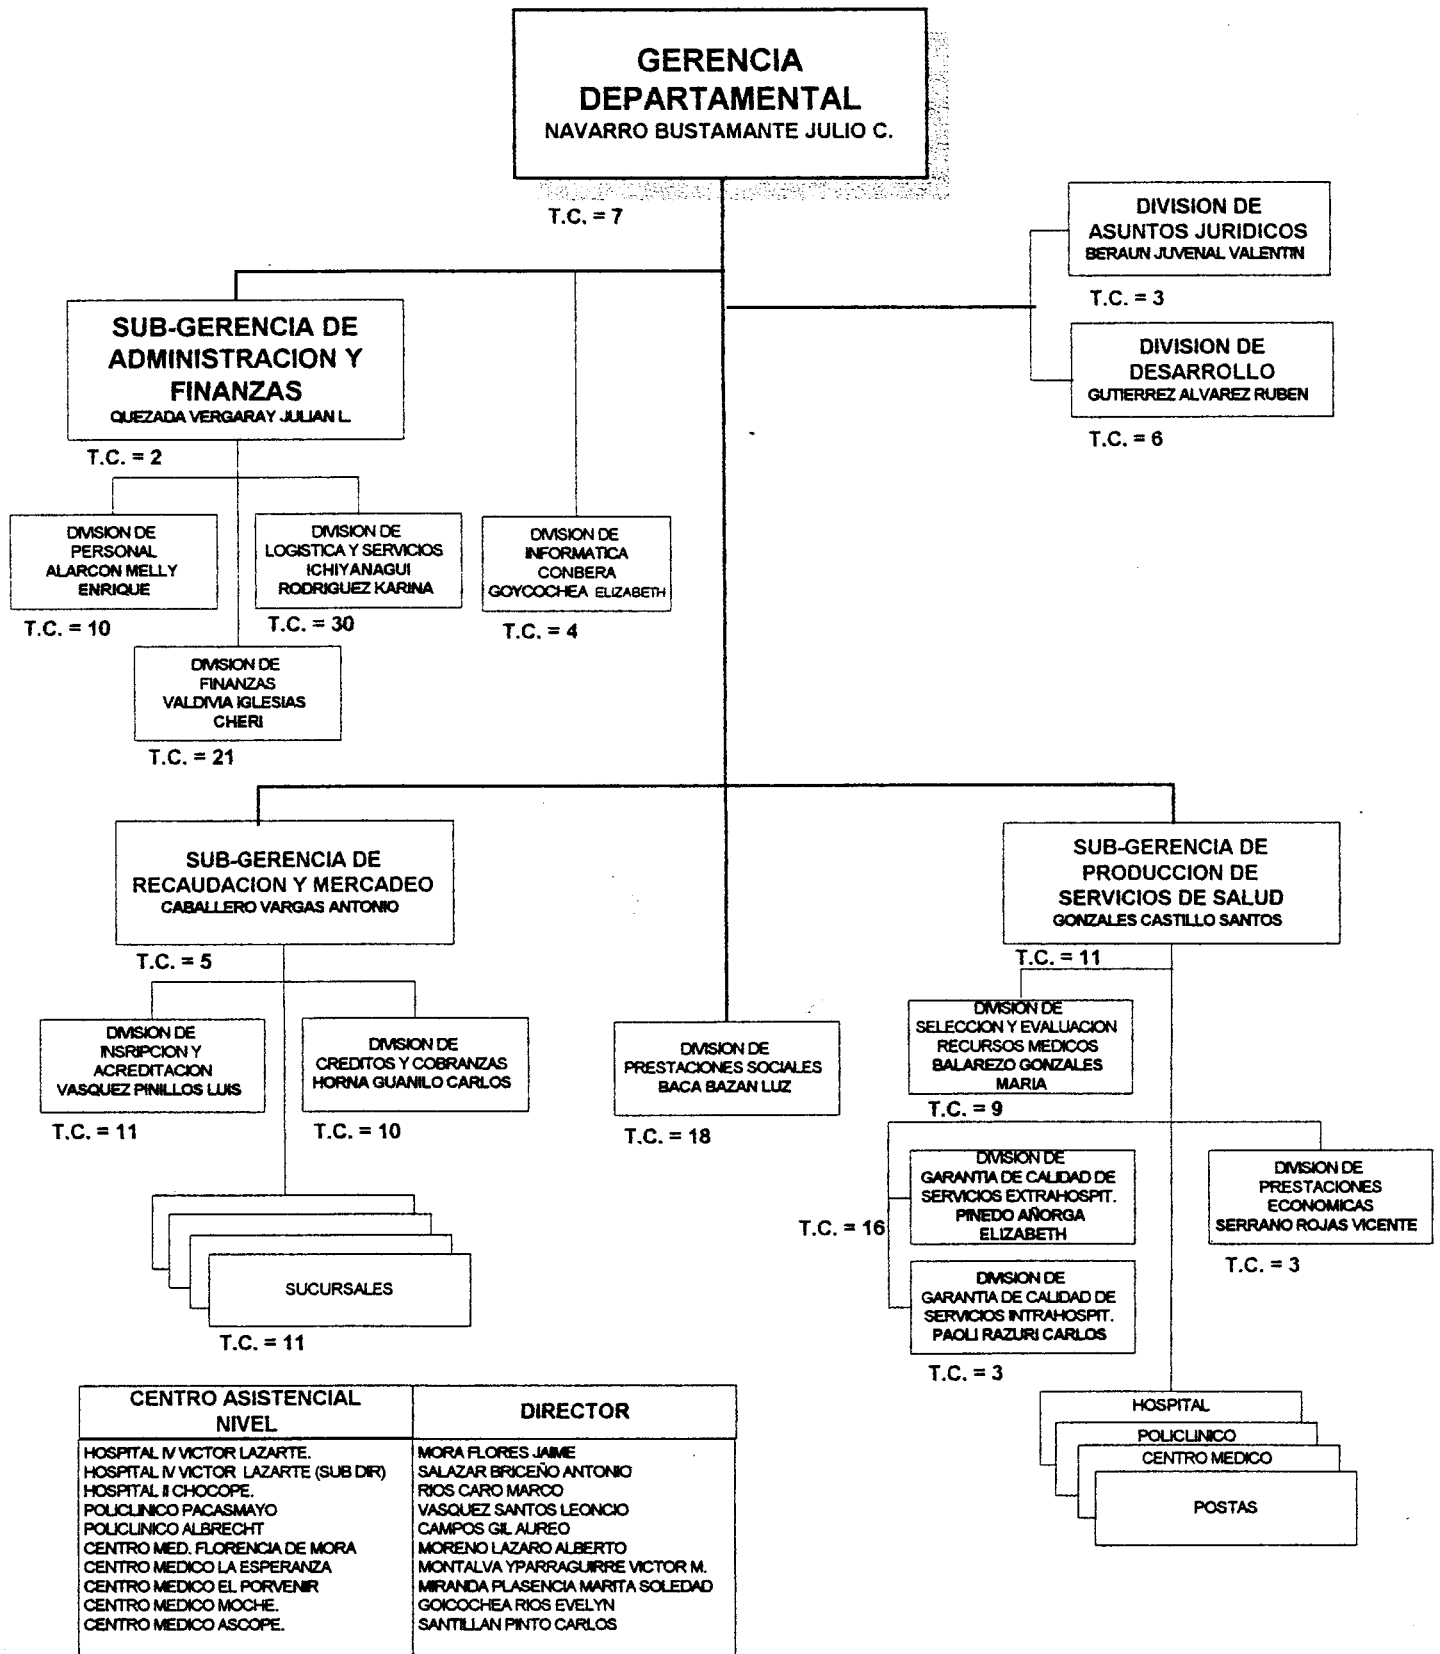 GERENCIA
DEPARTAMENTAL
NAVARRO BUSTAMANTE JULIO C.
T.C. = 7
DIVISION DE
ASUNTOS JURIDICOS
BERAUN JUVENAL VALENTIN
T.C. = 3
DIVISION DE
DESARROLLO
GUTIERREZ ALVAREZ RUBEN
T.C. = 6
SUB-GERENCIA DE
ADMINISTRACION Y
FINANZAS
QUEZADA VERGARAY JULIAN L.
T.C. = 2
DIVISION DE
PERSONAL
ALARCON MELLY
ENRIQUE
T.C. = 10
DIVISION DE
LOGISTICA Y SERVICIOS
ICHIYANAGUI
RODRIGUEZ KARINA
T.C. = 30
DIVISION DE
INFORMATICA
CONBERA
GOYCOCHEA ELIZABETH
T.C. = 4
DIVISION DE
FINANZAS
VALDIVIA IGLESIAS
CHERI
T.C. = 21
SUB-GERENCIA DE
RECAUDACION Y MERCADEO
CABALLERO VARGAS ANTONIO
T.C. = 5
SUB-GERENCIA DE
PRODUCCION DE
SERVICIOS DE SALUD
GONZALES CASTILLO SANTOS
T.C. = 11
DIVISION DE
INSRIPCION Y
ACREDITACION
VASQUEZ PINILLOS LUIS
T.C. = 11
DIVISION DE
CREDITOS Y COBRANZAS
HORNA GUANILO CARLOS
T.C. = 10
DIVISION DE
PRESTACIONES SOCIALES
BACA BAZAN LUZ
T.C. = 18
DIVISION DE
SELECCION Y EVALUACION
RECURSOS MEDICOS
BALAREZO GONZALES
MARIA
T.C. = 9
DIVISION DE
GARANTIA DE CALIDAD DE
SERVICIOS EXTRAHOSPIT.
PINEDO AÑORGA
ELIZABETH
T.C. = 16
DIVISION DE
PRESTACIONES
ECONOMICAS
SERRANO ROJAS VICENTE
T.C. = 3
DIVISION DE
GARANTIA DE CALIDAD DE
SERVICIOS INTRAHOSPIT.
PAOLI RAZURI CARLOS
T.C. = 3
SUCURSALES
T.C. = 11
HOSPITAL
POLICLINICO
CENTRO MEDICO
POSTAS
CENTRO ASISTENCIAL
NIVEL
DIRECTOR
HOSPITAL IV VICTOR LAZARTE. MORA FLORES JAIME
HOSPITAL IV VICTOR LAZARTE (SUB DIR) SALAZAR BRICEÑO ANTONIO
HOSPITAL II CHOCOPE. RIOS CARO MARCO
POLICLINICO PACASMAYO VASQUEZ SANTOS LEONCIO
POLICLINICO ALBRECHT CAMPOS GIL AUREO
CENTRO MED. FLORENCIA DE MORA MORENO LAZARO ALBERTO
CENTRO MEDICO LA ESPERANZA MONTALVA YPARRAGUIRRE VICTOR M.
CENTRO MEDICO EL PORVENIR MIRANDA PLASENCIA MARITA SOLEDAD
CENTRO MEDICO MOCHE. GOICOCHEA RIOS EVELYN
CENTRO MEDICO ASCOPE. SANTILLAN PINTO CARLOS